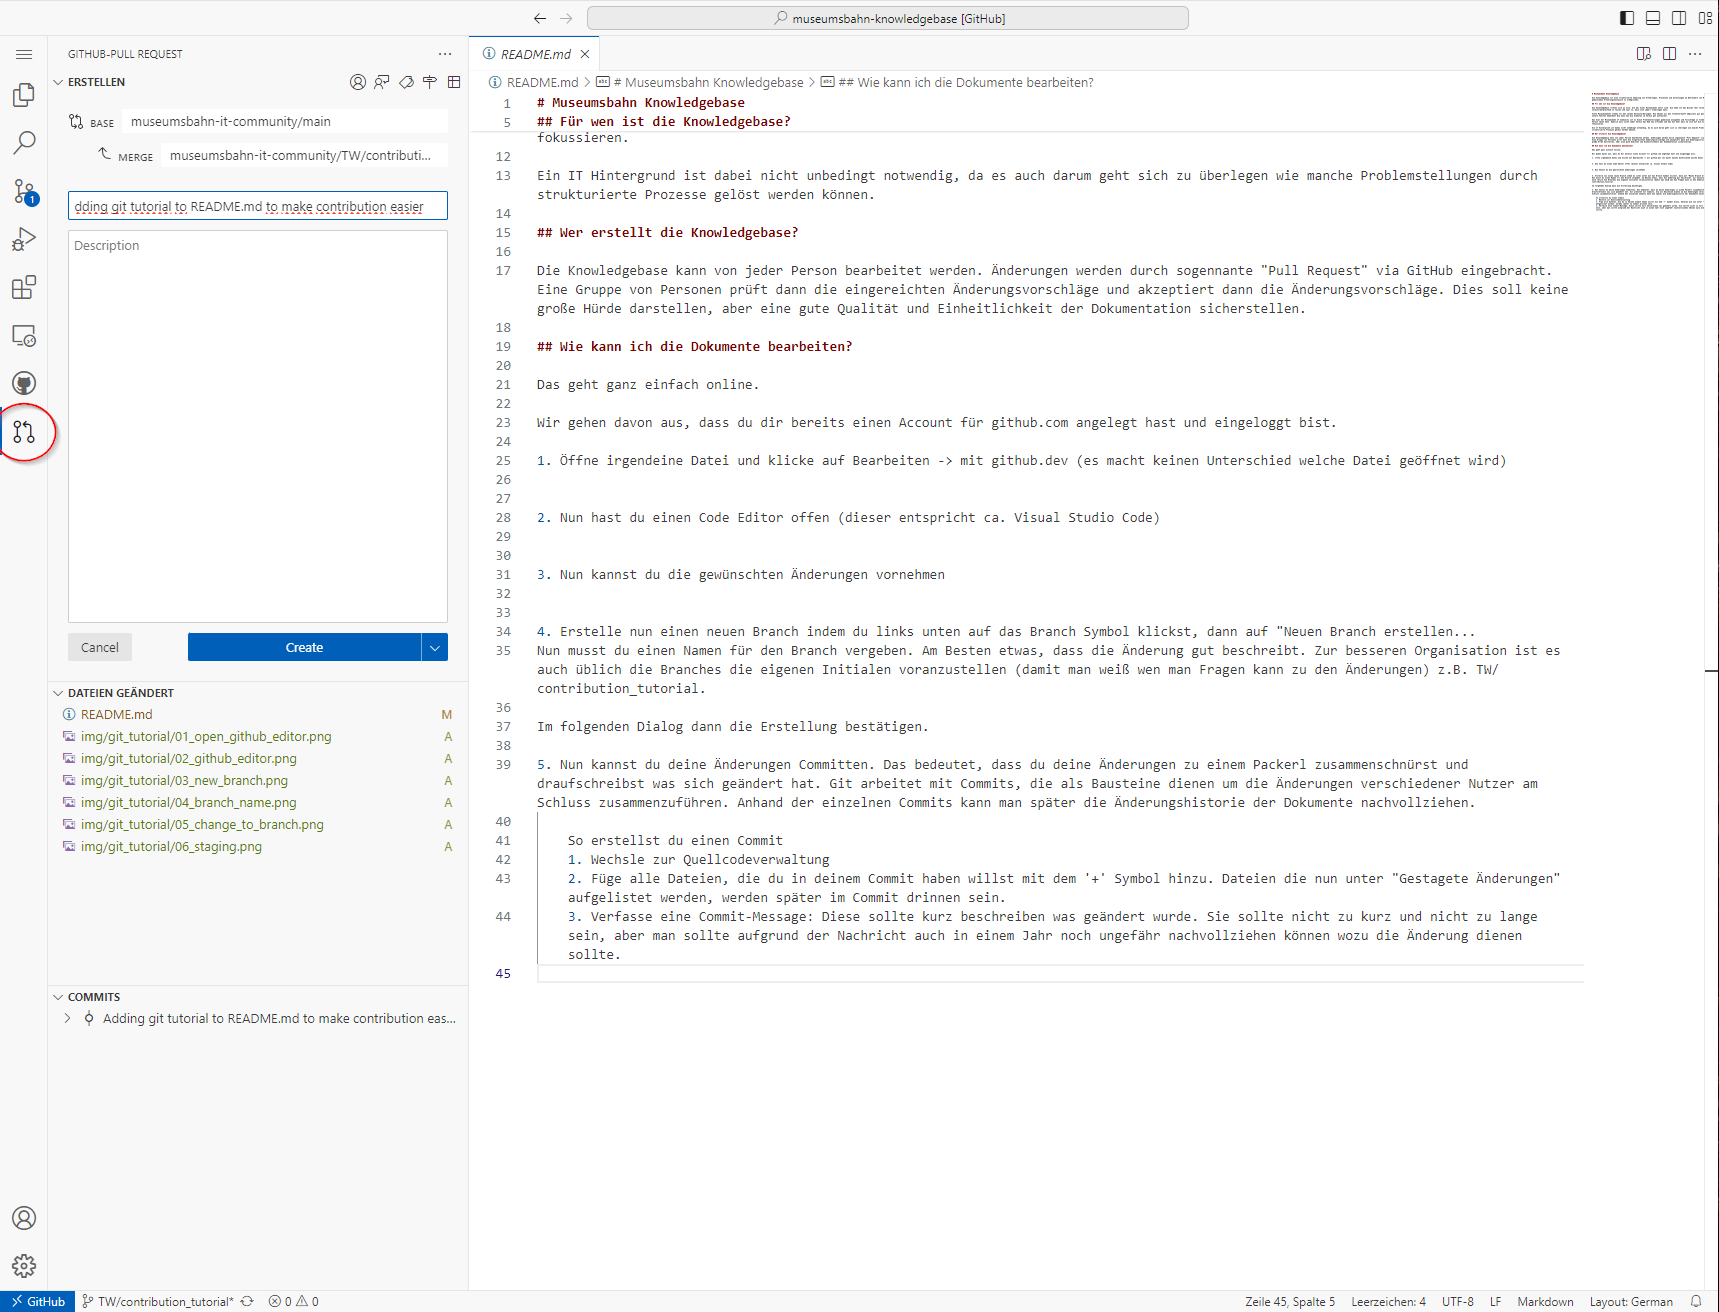 museumsbahn-knowledgebase [GitHub]
GITHUB-PULL REQUEST
ERSTELLEN
BASE museumsbahn-it-community/main
MERGE museumsbahn-it-community/TW/contributi...
dding git tutorial to README.md to make contribution easier
Description
Cancel
Create
DATEIEN GEÄNDERT
README.md M
img/git_tutorial/01_open_github_editor.png A
img/git_tutorial/02_github_editor.png A
img/git_tutorial/03_new_branch.png A
img/git_tutorial/04_branch_name.png A
img/git_tutorial/05_change_to_branch.png A
img/git_tutorial/06_staging.png A
COMMITS
Adding git tutorial to README.md to make contribution eas...
1
README.md
README.md > # Museumsbahn Knowledgebase > ## Wie kann ich die Dokumente bearbeiten?
1 # Museumsbahn Knowledgebase
5 ## Für wen ist die Knowledgebase?
fokussieren.
12
13 Ein IT Hintergrund ist dabei nicht unbedingt notwendig, da es auch darum geht sich zu überlegen wie manche Problemstellungen durch
strukturierte Prozesse gelöst werden können.
14
15 ## Wer erstellt die Knowledgebase?
16
17 Die Knowledgebase kann von jeder Person bearbeitet werden. Änderungen werden durch sogennante "Pull Request" via GitHub eingebracht.
Eine Gruppe von Personen prüft dann die eingereichten Änderungsvorschläge und akzeptiert dann die Änderungsvorschläge. Dies soll keine
große Hürde darstellen, aber eine gute Qualität und Einheitlichkeit der Dokumentation sicherstellen.
18
19 ## Wie kann ich die Dokumente bearbeiten?
20
21 Das geht ganz einfach online.
22
23 Wir gehen davon aus, dass du dir bereits einen Account für github.com angelegt hast und eingeloggt bist.
24
25 1. Öffne irgendeine Datei und klicke auf Bearbeiten -> mit github.dev (es macht keinen Unterschied welche Datei geöffnet wird)
26
27
28 2. Nun hast du einen Code Editor offen (dieser entspricht ca. Visual Studio Code)
29
30
31 3. Nun kannst du die gewünschten Änderungen vornehmen
32
33
34 4. Erstelle nun einen neuen Branch indem du links unten auf das Branch Symbol klickst, dann auf "Neuen Branch erstellen...
35 Nun musst du einen Namen für den Branch vergeben. Am Besten etwas, dass die Änderung gut beschreibt. Zur besseren Organisation ist es
auch üblich die Branches die eigenen Initialen voranzustellen (damit man weiß wen man Fragen kann zu den Änderungen) z.B. TW/
contribution_tutorial.
36
37 Im folgenden Dialog dann die Erstellung bestätigen.
38
39 5. Nun kannst du deine Änderungen Committen. Das bedeutet, dass du deine Änderungen zu einem Packerl zusammenschnürst und
draufschreibst was sich geändert hat. Git arbeitet mit Commits, die als Bausteine dienen um die Änderungen verschiedener Nutzer am
Schluss zusammenzuführen. Anhand der einzelnen Commits kann man später die Änderungshistorie der Dokumente nachvollziehen.
40
41 So erstellst du einen Commit
42 1. Wechsle zur Quellcodeverwaltung
43 2. Füge alle Dateien, die du in deinem Commit haben willst mit dem '+' Symbol hinzu. Dateien die nun unter "Gestagete Änderungen"
aufgelistet werden, werden später im Commit drinnen sein.
44 3. Verfasse eine Commit-Message: Diese sollte kurz beschreiben was geändert wurde. Sie sollte nicht zu kurz und nicht zu lange
sein, aber man sollte aufgrund der Nachricht auch in einem Jahr noch ungefähr nachvollziehen können wozu die Änderung dienen
sollte.
45
GitHub TW/contribution_tutorial* 0 0 Zeile 45, Spalte 5 Leerzeichen: 4 UTF-8 LF Markdown Layout: German